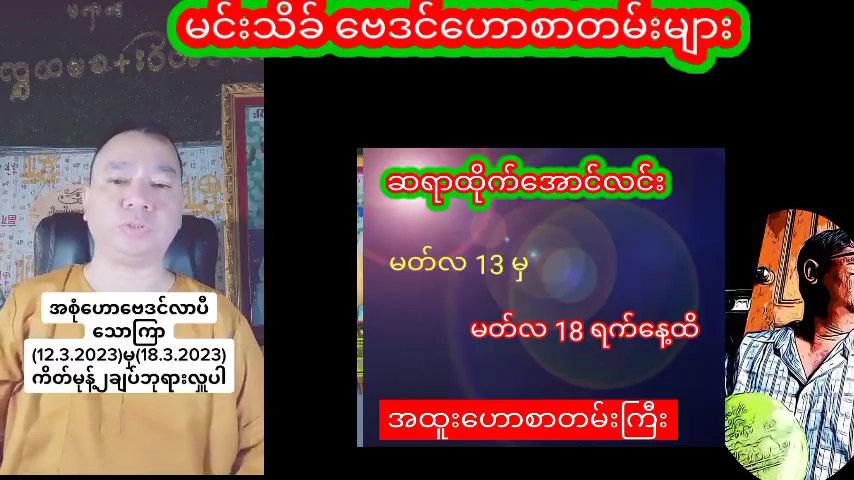 မင်းသိခ် ဗေဒင်ဟောစာတမ်းများ
ဆရာထိုက်အောင်လင်း
မတ်လ 13 မှ
မတ်လ 18 ရက်နေ့ထိ
အထူးဟောစာတမ်းကြီး
အစုံဟောဗေဒင်လာပီ
သောကြာ
(12.3.2023)မှ(18.3.2023)
ကိတ်မုန့်၂ချပ်ဘုရားလှူပါ